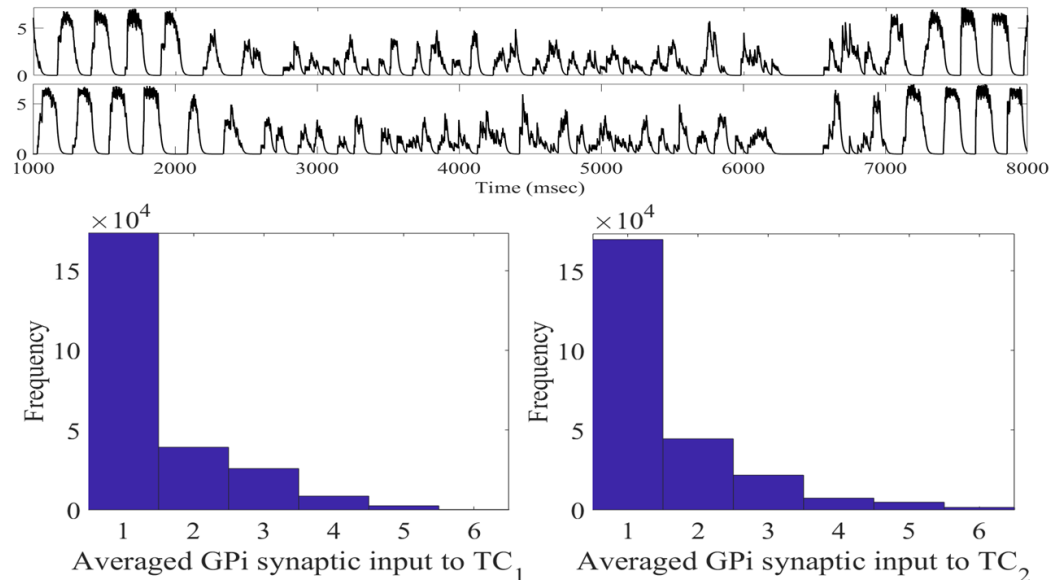 5
0
5
0
1000 2000 3000 4000 5000 6000 7000 8000
Time (msec)
×10^4
15
10
5
0
Frequency
1 2 3 4 5 6
Averaged GPi synaptic input to TC_1
×10^4
15
10
5
0
Frequency
1 2 3 4 5 6
Averaged GPi synaptic input to TC_2